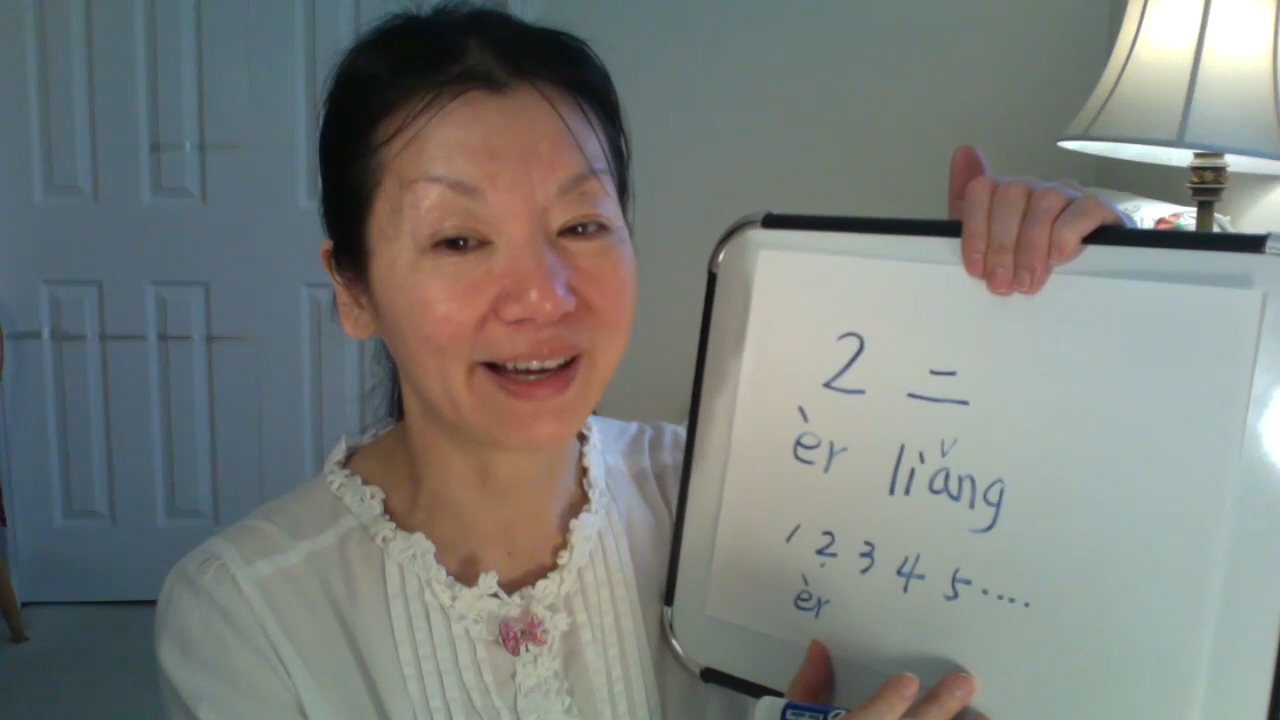 2 二
èr liǎng
1 2 3 4 5 ....
èr